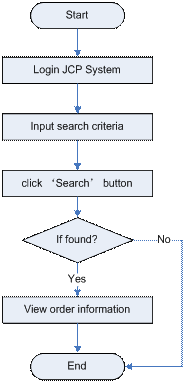 Start
Login JCP System
Input search criteria
click ‘Search’ button
If found?
No
Yes
View order information
End